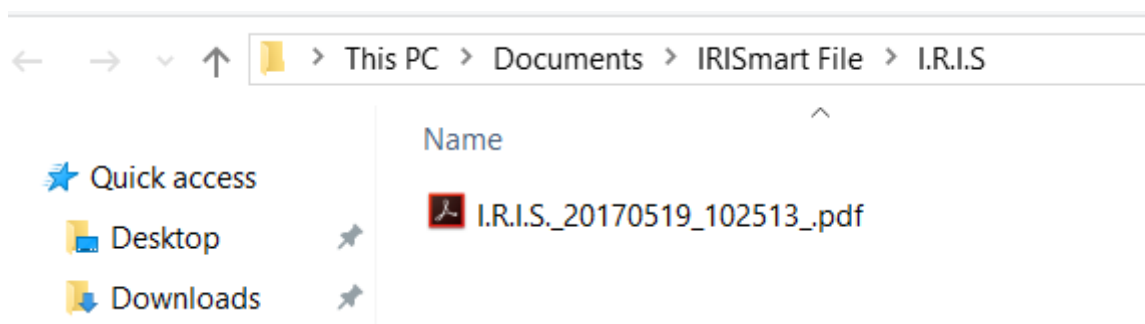 This PC > Documents > IRISmart File > I.R.I.S
Name
Quick access
I.R.I.S._20170519_102513_.pdf
Desktop
Downloads